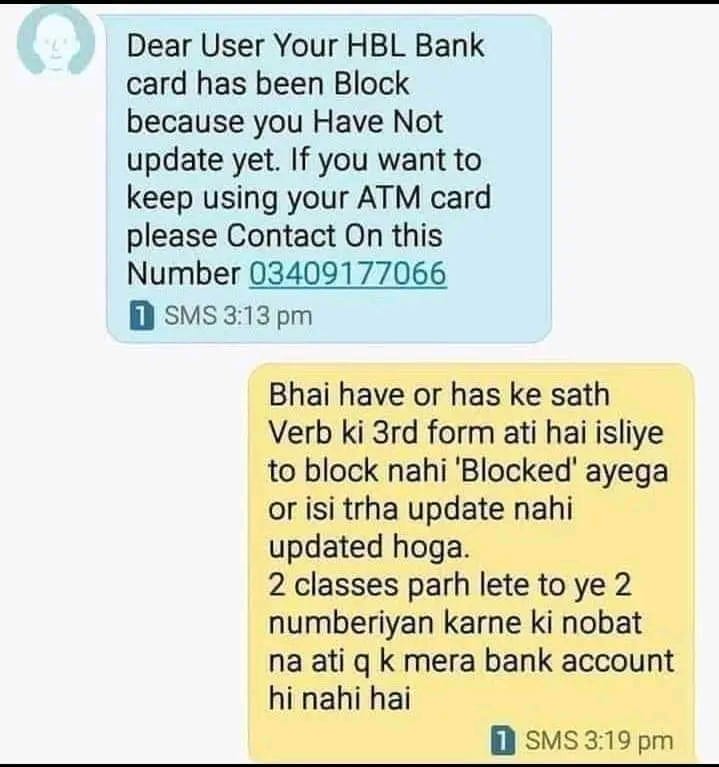 Dear User Your HBL Bank
card has been Block
because you Have Not
update yet. If you want to
keep using your ATM card
please Contact On this
Number 03409177066
1 SMS 3:13 pm
Bhai have or has ke sath
Verb ki 3rd form ati hai isliye
to block nahi 'Blocked' ayega
or isi trha update nahi
updated hoga.
2 classes parh lete to ye 2
numberiyan karne ki nobat
na ati q k mera bank account
hi nahi hai
1 SMS 3:19 pm